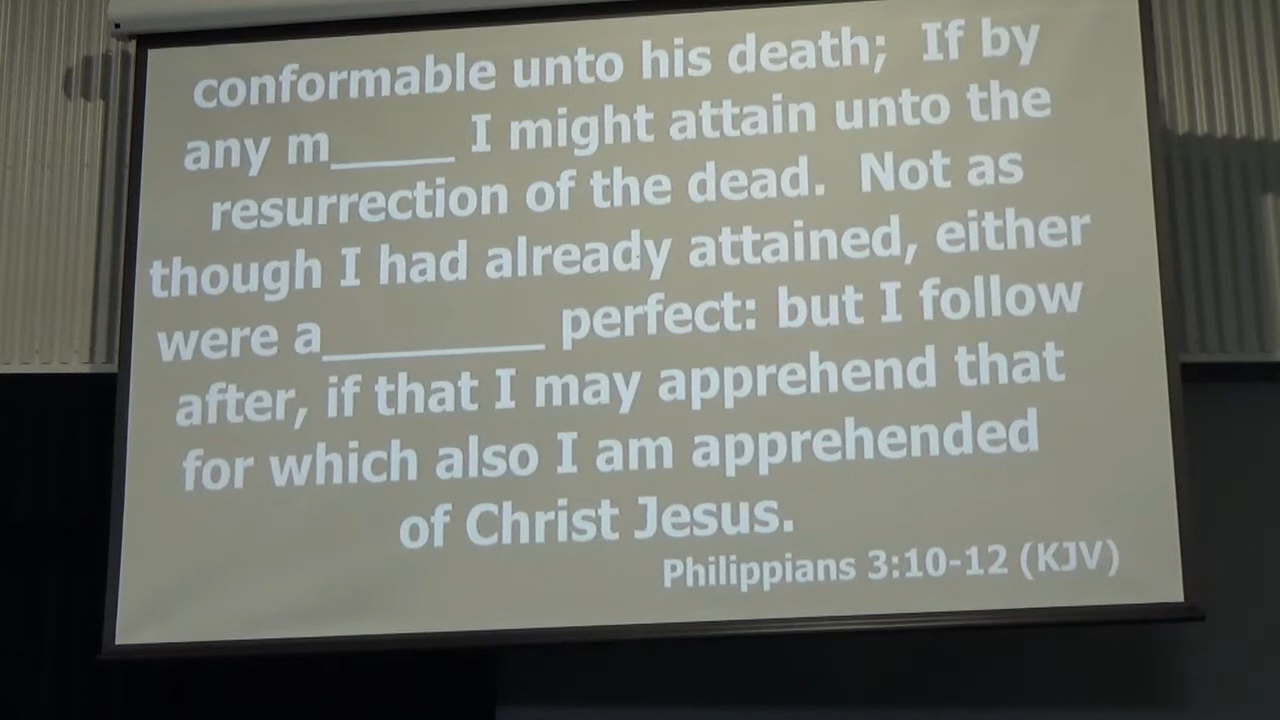 conformable unto his death; If by
any m_____ I might attain unto the
resurrection of the dead. Not as
though I had already attained, either
were a_________ perfect: but I follow
after, if that I may apprehend that
for which also I am apprehended
of Christ Jesus.
Philippians 3:10-12 (KJV)